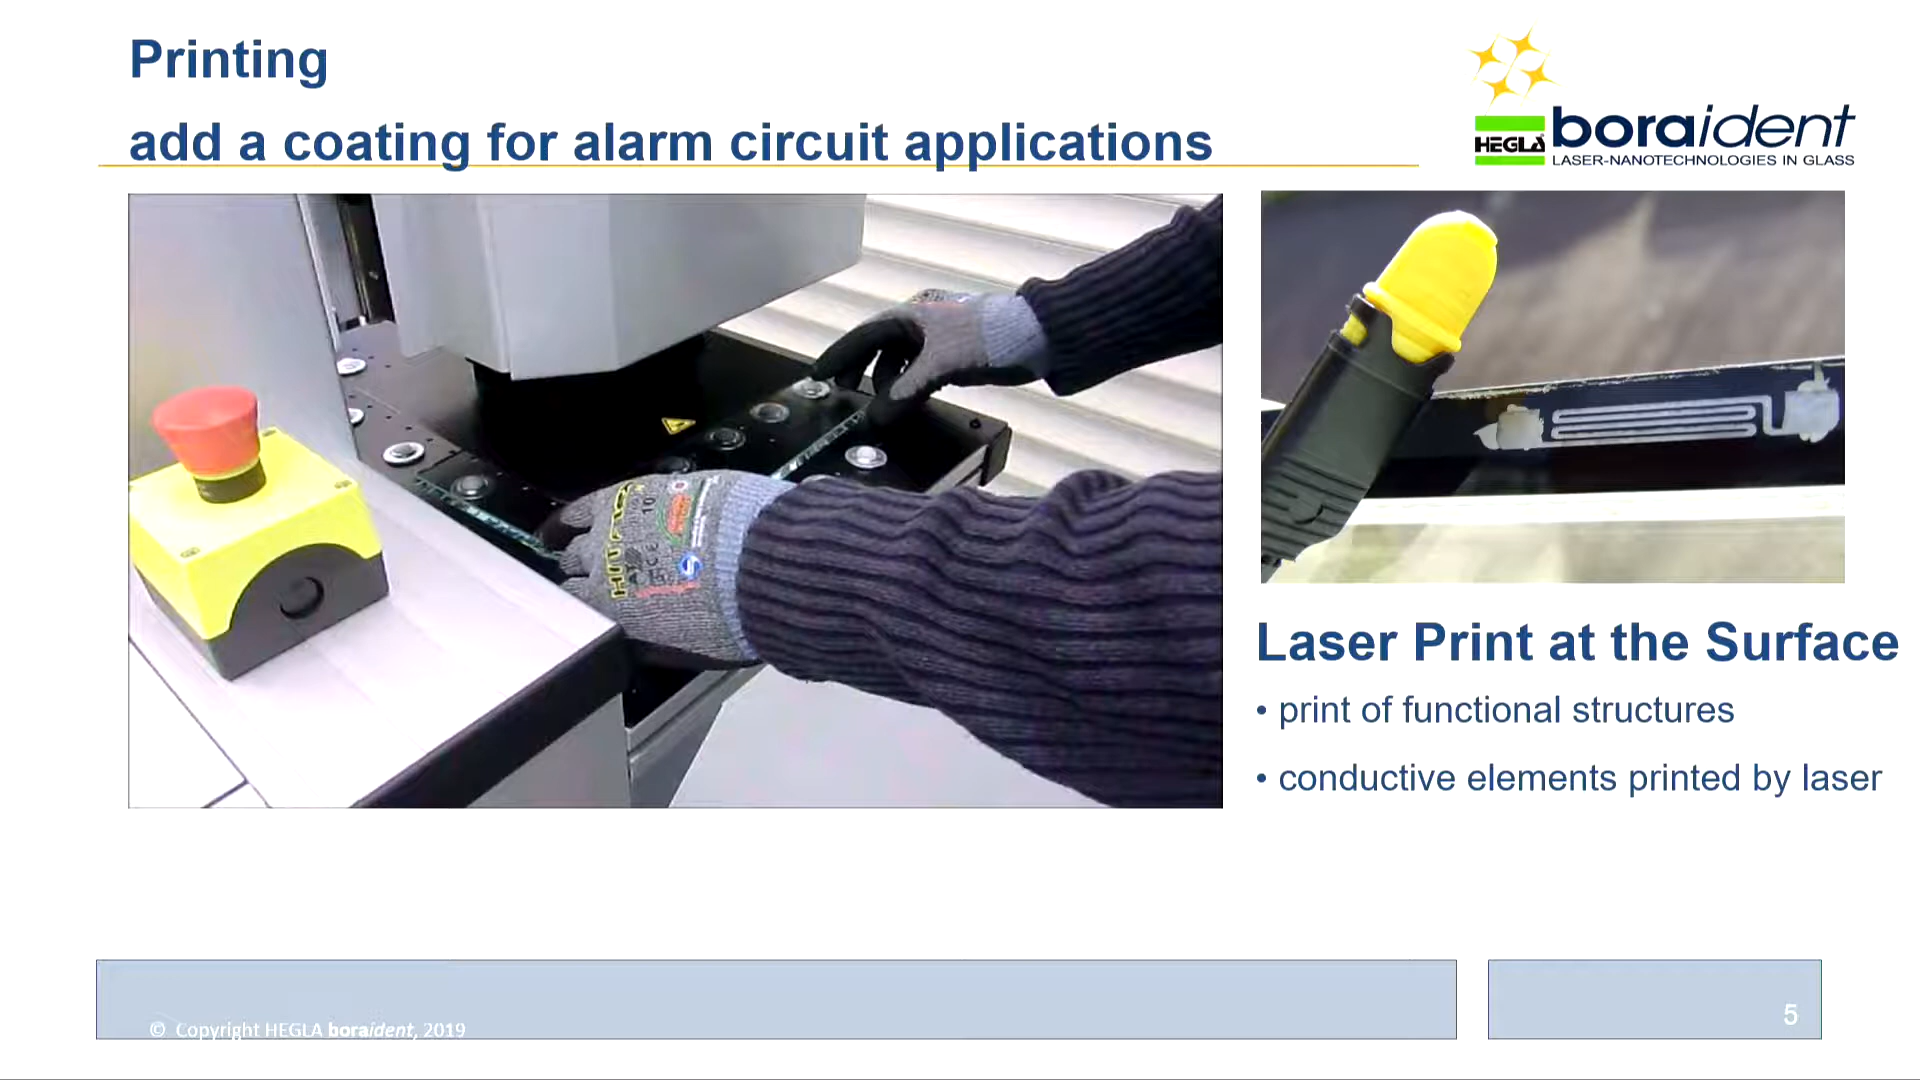 Printing
add a coating for alarm circuit applications
HEGLA
boraident
LASER-NANOTECHNOLOGIES IN GLASS
10
Laser Print at the Surface
• print of functional structures
• conductive elements printed by laser
© Copyright HEGLA boraident, 2019
5